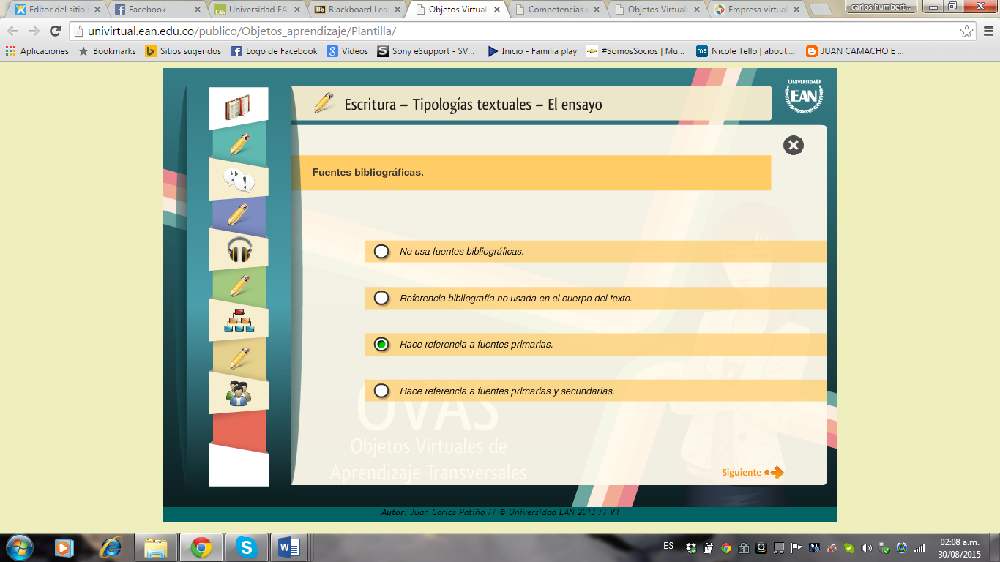 Editor del sitio
Facebook
Universidad EA
Blackboard Lea
Objetos Virtual
Competencias
Objetos Virtual
Empresa virtual
carlos humbert...
univirtual.ean.edu.co/publico/Objetos_aprendizaje/Plantilla/
Aplicaciones
Bookmarks
Sitios sugeridos
Logo de Facebook
Vídeos
Sony eSupport - SV...
Inicio - Familia play
#SomosSocios | Mu...
Nicole Tello | about....
JUAN CAMACHO E ...
Escritura – Tipologías textuales – El ensayo
UNIVERSIDAD
EAN
Fuentes bibliográficas.
No usa fuentes bibliográficas.
Referencia bibliografía no usada en el cuerpo del texto.
Hace referencia a fuentes primarias.
Hace referencia a fuentes primarias y secundarias.
OVAS
Objetos Virtuales de
Aprendizaje Transversales
Siguiente
Autor: Juan Carlos Patiño // © Universidad EAN 2013 // V1
ES
02:08 a.m.
30/08/2015